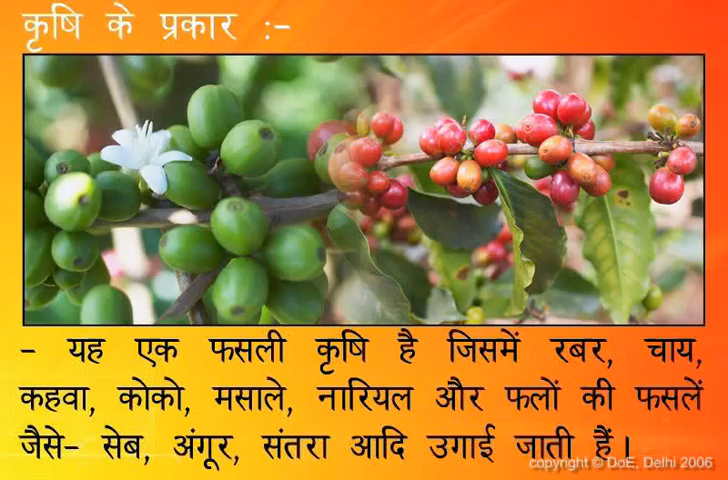 कृषि के प्रकार :-
- यह एक फसली कृषि है जिसमें रबर, चाय,
कहवा, कोको, मसाले, नारियल और फलों की फसलें
जैसे- सेब, अंगूर, संतरा आदि उगाई जाती हैं।
copyright © DoE, Delhi 2006